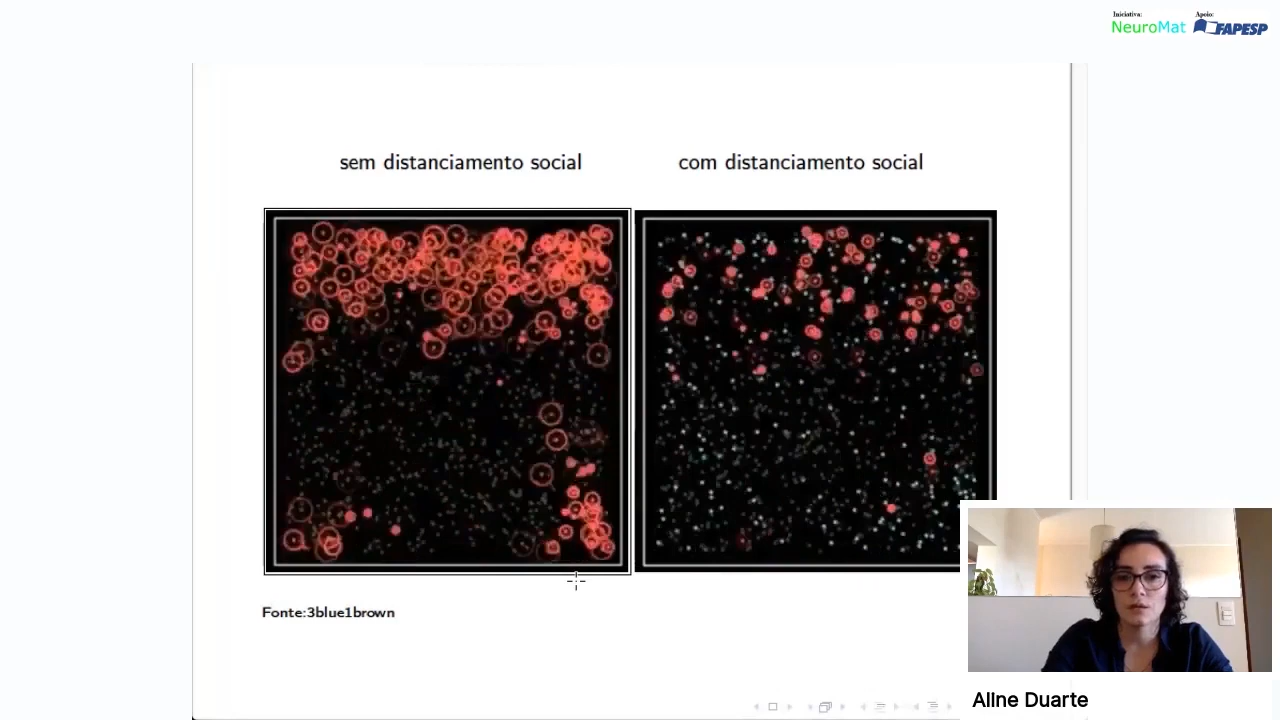 Iniciativa: Apoio:
NeuroMat FAPESP
sem distanciamento social com distanciamento social
Fonte:3blue1brown
Aline Duarte